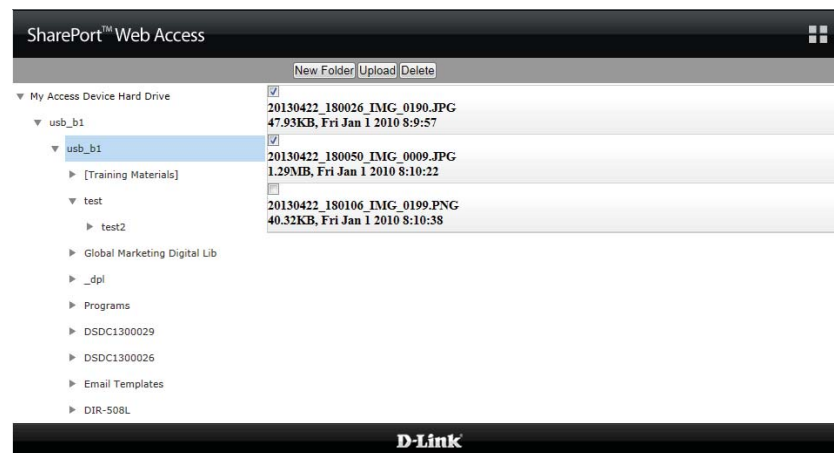 SharePort™ Web Access
New Folder Upload Delete
My Access Device Hard Drive
usb_b1
usb_b1
[Training Materials]
test
test2
Global Marketing Digital Lib
_dpl
Programs
DSDC1300029
DSDC1300026
Email Templates
DIR-508L
20130422_180026_IMG_0190.JPG
47.93KB, Fri Jan 1 2010 8:9:57
20130422_180050_IMG_0009.JPG
1.29MB, Fri Jan 1 2010 8:10:22
20130422_180106_IMG_0199.PNG
40.32KB, Fri Jan 1 2010 8:10:38
D-Link